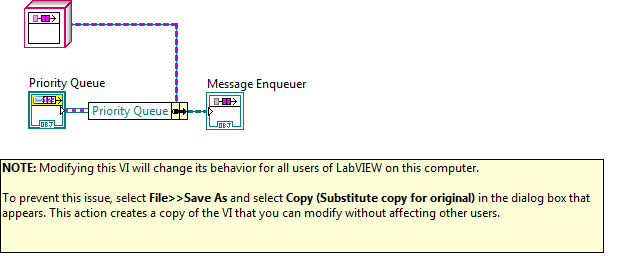 Priority Queue
Message Enqueuer
Priority Queue
OBJ
OBJ
NOTE: Modifying this VI will change its behavior for all users of LabVIEW on this computer.
To prevent this issue, select File>>Save As and select Copy (Substitute copy for original) in the dialog box that
appears. This action creates a copy of the VI that you can modify without affecting other users.